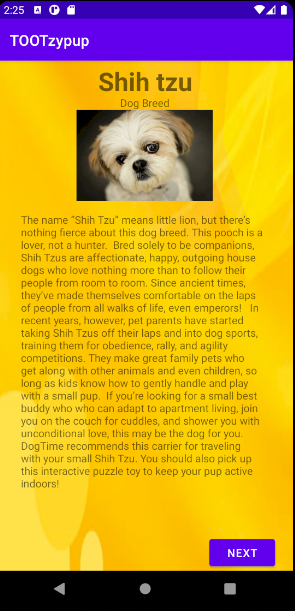 2:25
TOOTzypup
Shih tzu
Dog Breed
The name “Shih Tzu” means little lion, but there's
nothing fierce about this dog breed. This pooch is a
lover, not a hunter.  Bred solely to be companions,
Shih Tzus are affectionate, happy, outgoing house
dogs who love nothing more than to follow their
people from room to room. Since ancient times,
they've made themselves comfortable on the laps
of people from all walks of life, even emperors!   In
recent years, however, pet parents have started
taking Shih Tzus off their laps and into dog sports,
training them for obedience, rally, and agility
competitions. They make great family pets who
get along with other animals and even children, so
long as kids know how to gently handle and play
with a small pup.  If you're looking for a small best
buddy who who can adapt to apartment living, join
you on the couch for cuddles, and shower you with
unconditional love, this may be the dog for you.
DogTime recommends this carrier for traveling
with your small Shih Tzu. You should also pick up
this interactive puzzle toy to keep your pup active
indoors!
NEXT